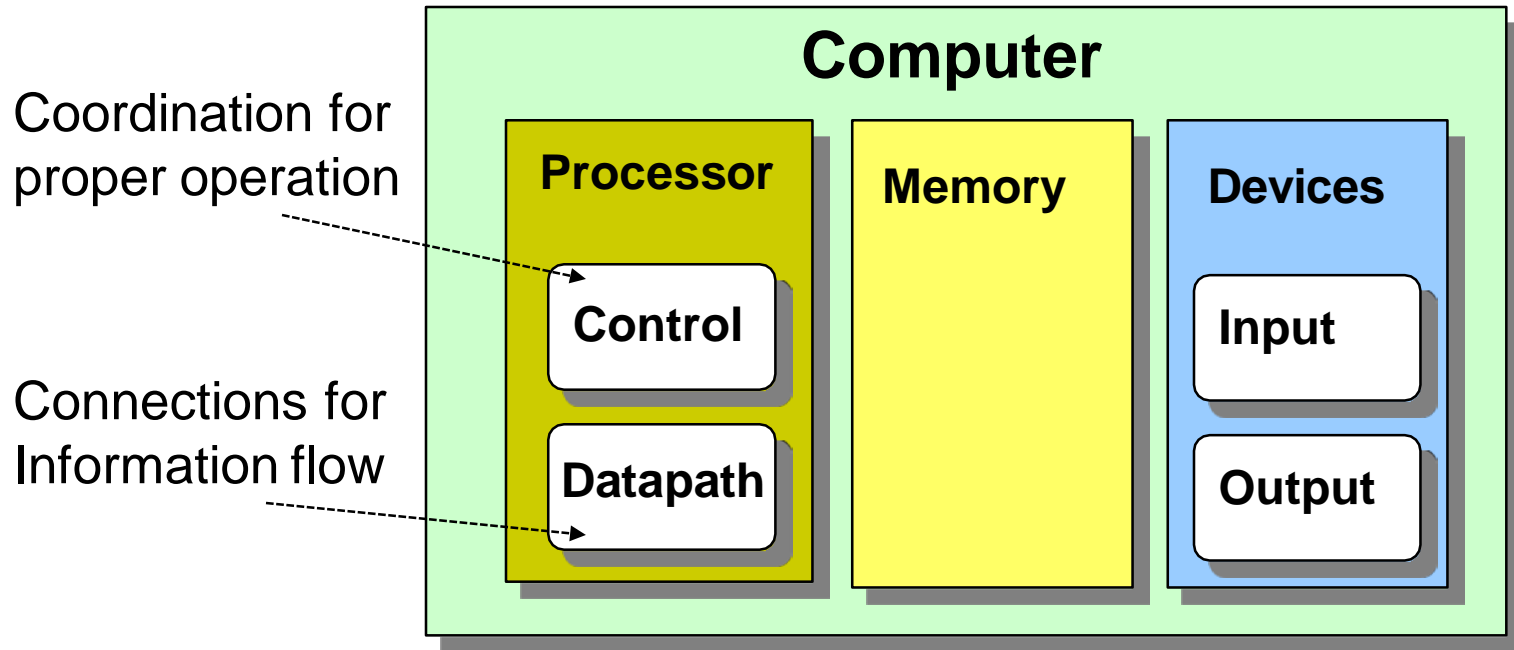 Computer
Coordination for
proper operation
Connections for
Information flow
Processor
Control
Datapath
Memory
Devices
Input
Output